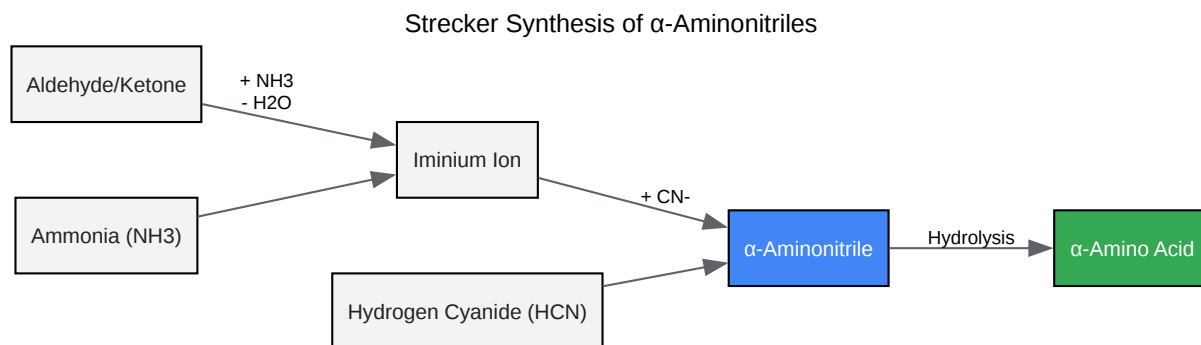 Strecker Synthesis of α-Aminonitriles
Aldehyde/Ketone
+ NH3
- H2O
Iminium Ion
Ammonia (NH3)
+ CN-
α-Aminonitrile
Hydrolysis
α-Amino Acid
Hydrogen Cyanide (HCN)